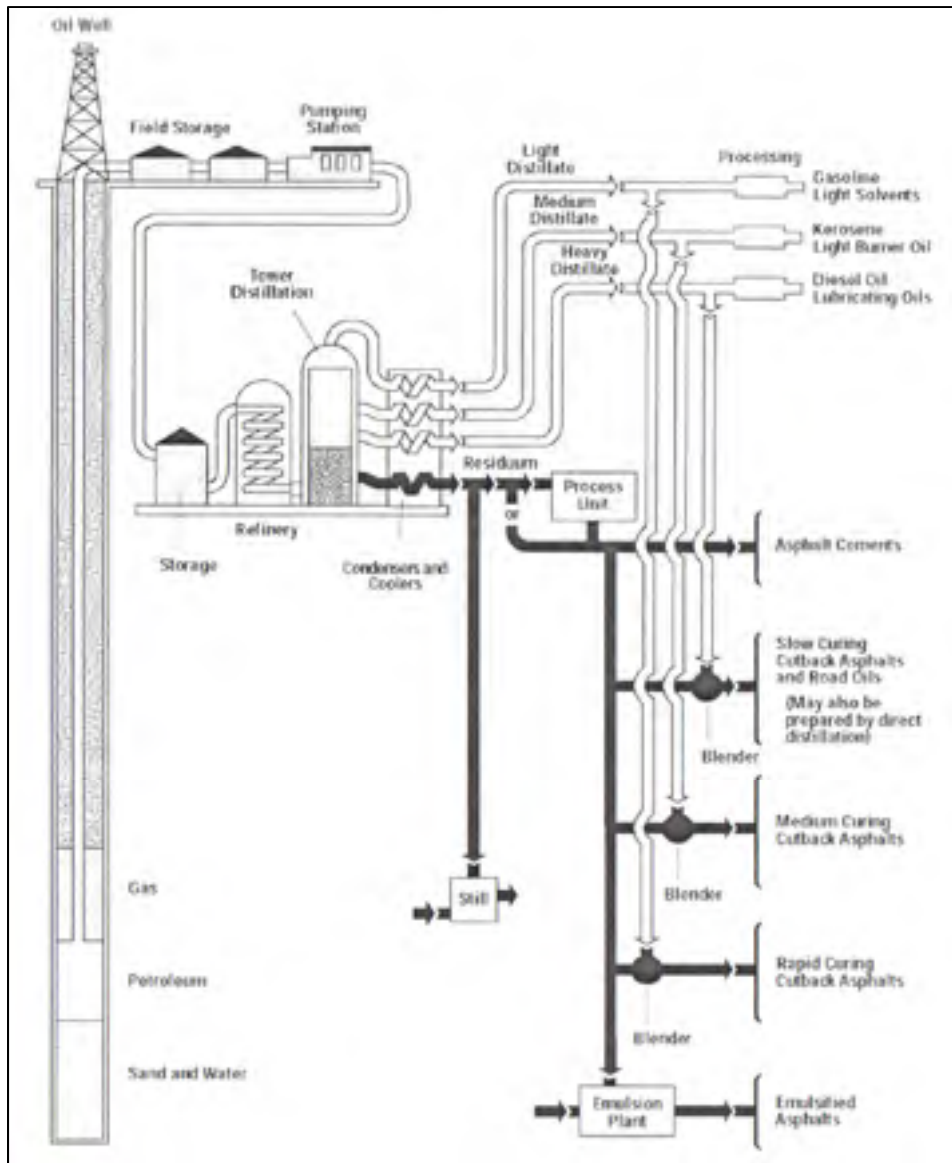 Oil Well
Field Storage
Pumping
Station
Light
Distillate
Processing
Gasoline
Light Solvents
Medium
Distillate
Kerosene
Light Burner Oil
Heavy
Distillate
Diesel Oil
Lubricating Oils
Tower
Distillation
Residuum
Process
Unit
or
Refinery
Storage
Condensers and
Coolers
Asphalt Cements
Slow Curing
Cutback Asphalts
and Road Oils
(May also be
prepared by direct
distillation)
Blender
Medium Curing
Cutback Asphalts
Blender
Gas
Still
Petroleum
Rapid Curing
Cutback Asphalts
Blender
Sand and Water
Emulsion
Plant
Emulsified
Asphalts